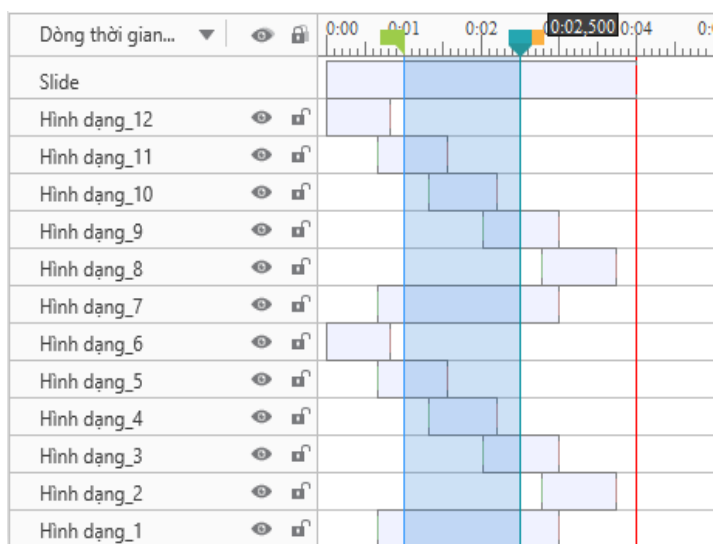 Dòng thời gian... 0:00 0:01 0:02 0:02,500 0:04 0:
Slide
Hình dạng_12
Hình dạng_11
Hình dạng_10
Hình dạng_9
Hình dạng_8
Hình dạng_7
Hình dạng_6
Hình dạng_5
Hình dạng_4
Hình dạng_3
Hình dạng_2
Hình dạng_1